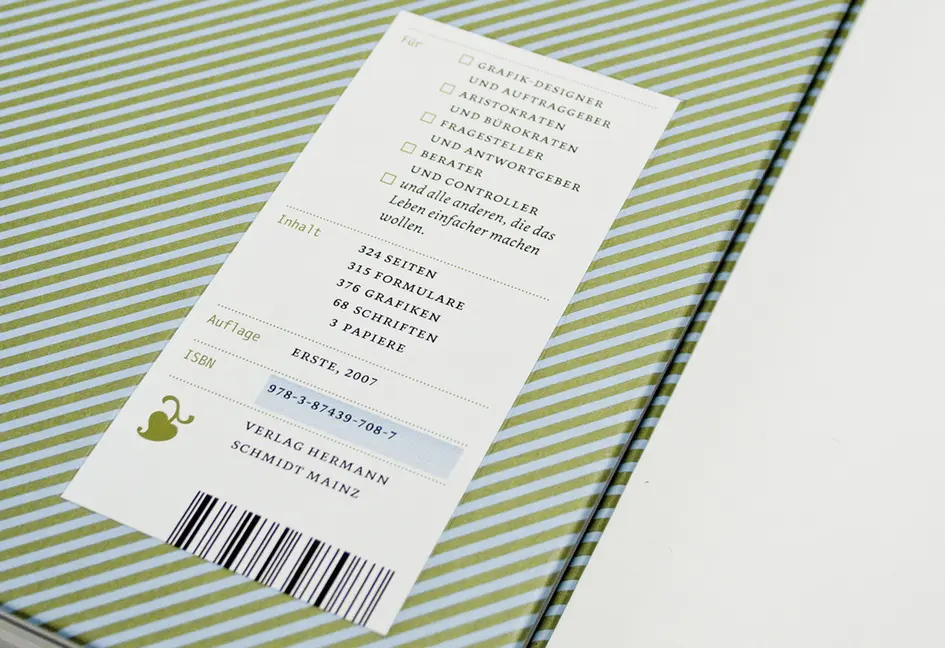 Für
GRAFIK-DESIGNER
UND AUFTRAGGEBER
ARISTOKRATEN
UND BÜROKRATEN
FRAGESTELLER
UND ANTWORTGEBER
BERATER
UND CONTROLLER
und alle anderen, die das
Leben einfacher machen
wollen.
Inhalt
324 SEITEN
315 FORMULARE
376 GRAFIKEN
68 SCHRIFTEN
3 PAPIERE
Auflage
ERSTE, 2007
ISBN
978-3-87439-708-7
VERLAG HERMANN
SCHMIDT MAINZ